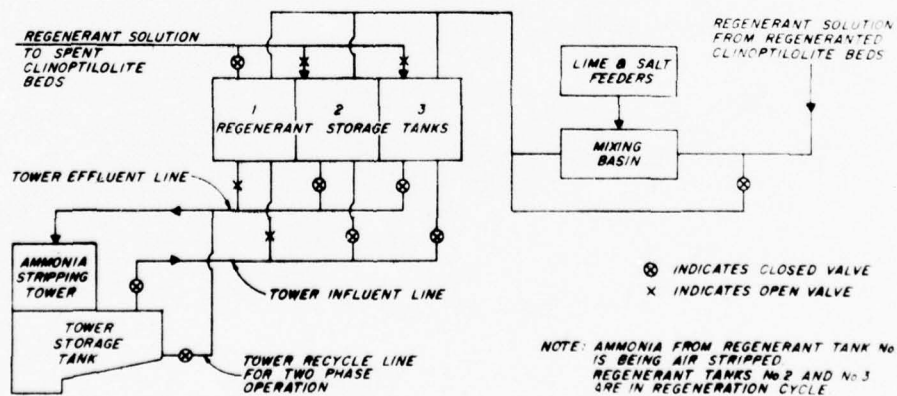 REGENERANT SOLUTION
TO SPENT
CLINOPTILOLITE
BEDS
REGENERANT SOLUTION
FROM REGENERANTED
CLINOPTILOLITE BEDS
LIME & SALT
FEEDERS
1 2 3
REGENERANT STORAGE TANKS
MIXING
BASIN
TOWER EFFLUENT LINE
AMMONIA
STRIPPING
TOWER
TOWER INFLUENT LINE
TOWER
STORAGE
TANK
TOWER RECYCLE LINE
FOR TWO PHASE
OPERATION
⊗ INDICATES CLOSED VALVE
× INDICATES OPEN VALVE
NOTE: AMMONIA FROM REGENERANT TANK No
IS BEING AIR STRIPPED
REGENERANT TANKS No.2 AND No 3
ARE IN REGENERATION CYCLE